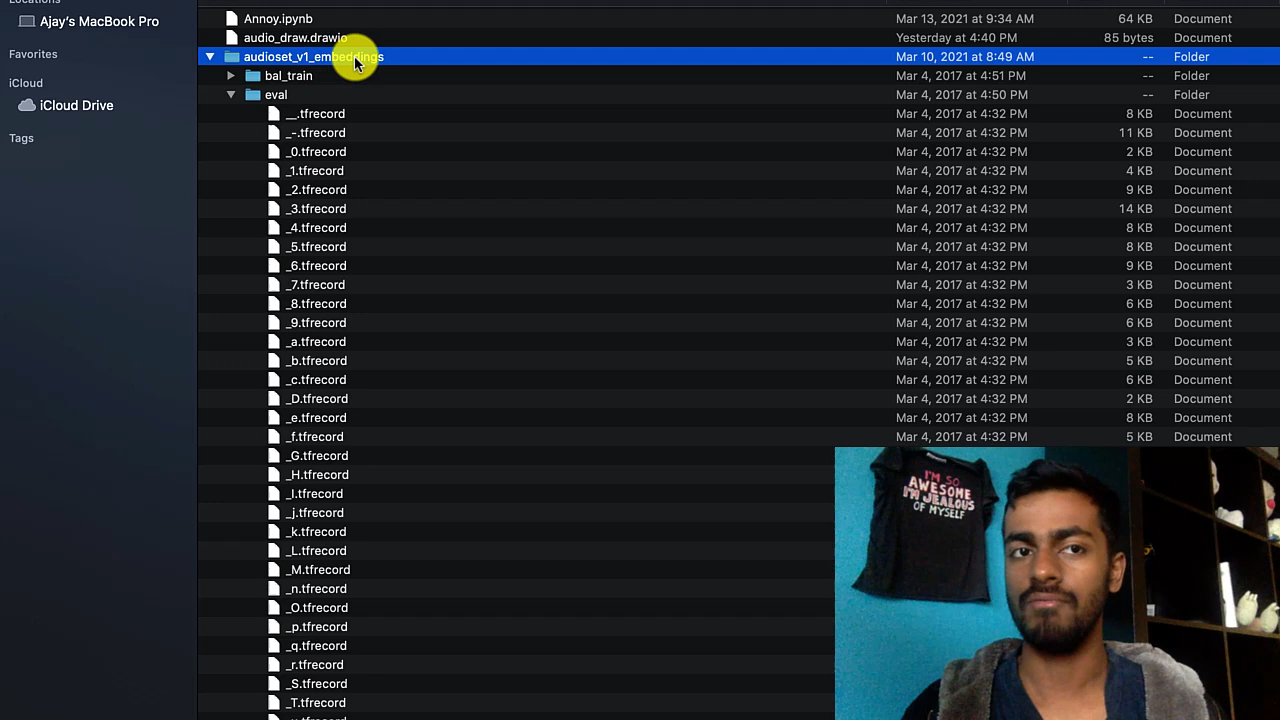 Locations
Ajay's MacBook Pro
Favorites
iCloud
iCloud Drive
Tags
Annoy.ipynb Mar 13, 2021 at 9:34 AM 64 KB Document
audio_draw.drawio Yesterday at 4:40 PM 85 bytes Document
audioset_v1_embeddings Mar 10, 2021 at 8:49 AM -- Folder
bal_train Mar 4, 2017 at 4:51 PM -- Folder
eval Mar 4, 2017 at 4:50 PM -- Folder
__.tfrecord Mar 4, 2017 at 4:32 PM 8 KB Document
_-.tfrecord Mar 4, 2017 at 4:32 PM 11 KB Document
_0.tfrecord Mar 4, 2017 at 4:32 PM 2 KB Document
_1.tfrecord Mar 4, 2017 at 4:32 PM 4 KB Document
_2.tfrecord Mar 4, 2017 at 4:32 PM 9 KB Document
_3.tfrecord Mar 4, 2017 at 4:32 PM 14 KB Document
_4.tfrecord Mar 4, 2017 at 4:32 PM 8 KB Document
_5.tfrecord Mar 4, 2017 at 4:32 PM 8 KB Document
_6.tfrecord Mar 4, 2017 at 4:32 PM 9 KB Document
_7.tfrecord Mar 4, 2017 at 4:32 PM 3 KB Document
_8.tfrecord Mar 4, 2017 at 4:32 PM 6 KB Document
_9.tfrecord Mar 4, 2017 at 4:32 PM 6 KB Document
_a.tfrecord Mar 4, 2017 at 4:32 PM 3 KB Document
_b.tfrecord Mar 4, 2017 at 4:32 PM 5 KB Document
_c.tfrecord Mar 4, 2017 at 4:32 PM 6 KB Document
_D.tfrecord Mar 4, 2017 at 4:32 PM 2 KB Document
_e.tfrecord Mar 4, 2017 at 4:32 PM 8 KB Document
_f.tfrecord Mar 4, 2017 at 4:32 PM 5 KB Document
_G.tfrecord
_H.tfrecord
_I.tfrecord
_j.tfrecord
_k.tfrecord
_L.tfrecord
_M.tfrecord
_n.tfrecord
_O.tfrecord
_p.tfrecord
_q.tfrecord
_r.tfrecord
_S.tfrecord
_T.tfrecord
I'M SO
AWESOME
I'M JEALOUS
OF MYSELF